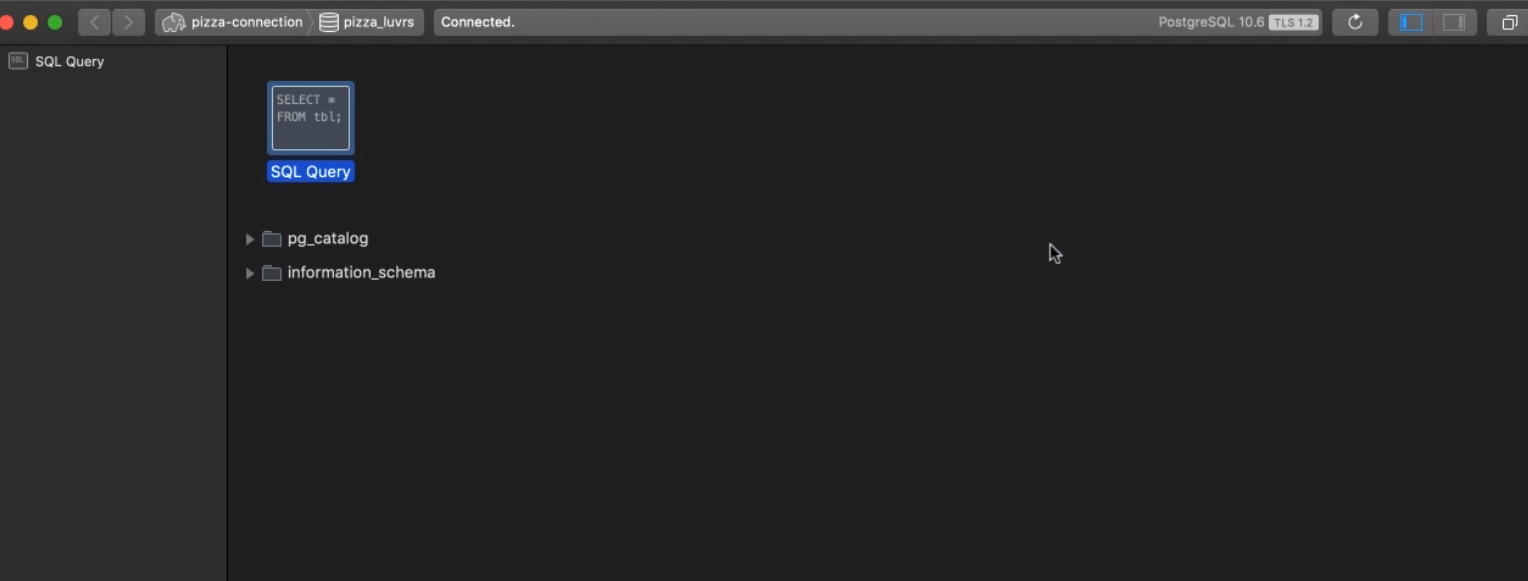 pizza-connection pizza_luvrs Connected. PostgreSQL 10.6 TLS 1.2
SQL SQL Query
SELECT *
FROM tbl;
SQL Query
pg_catalog
information_schema